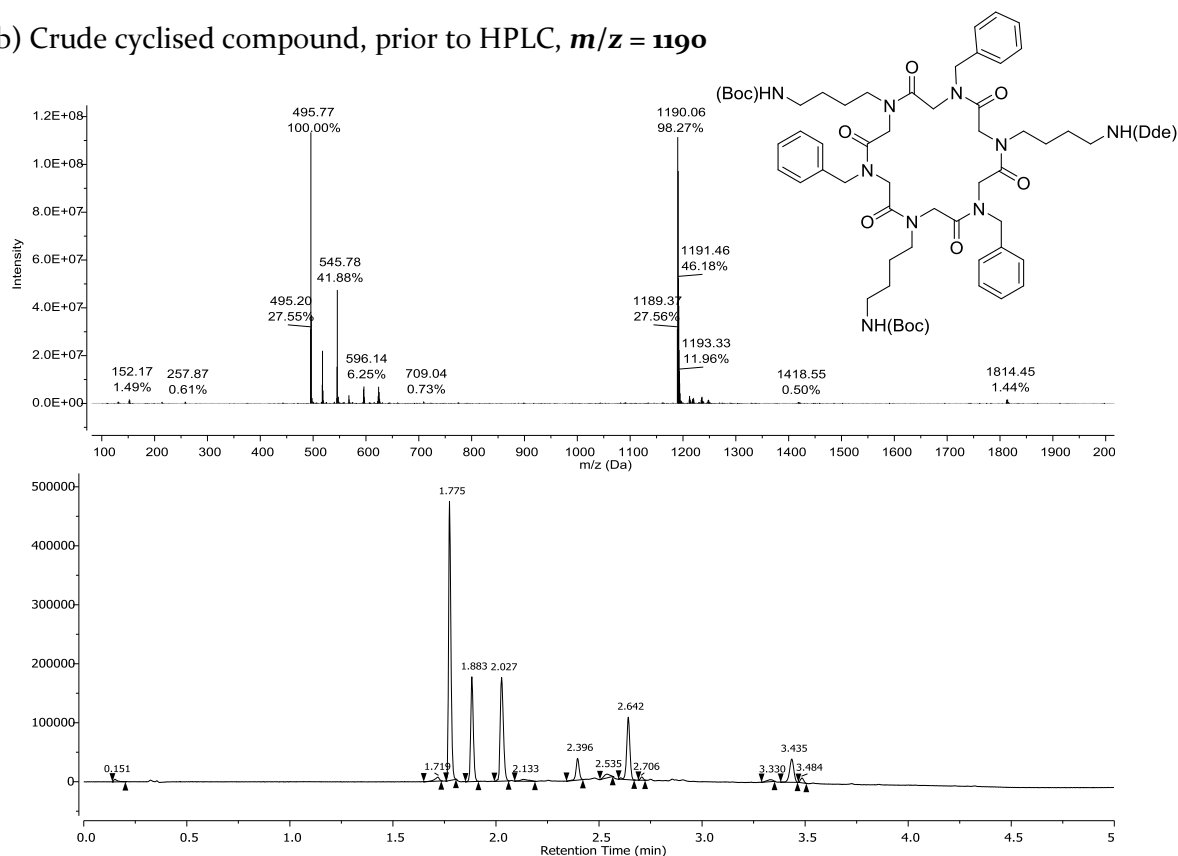 b) Crude cyclised compound, prior to HPLC, m/z = 1190
(Boc)HN
N
O
N
O
N
NH(Dde)
O
N
O
N
O
N
O
NH(Boc)
1.2E+08
1.0E+08
8.0E+07
6.0E+07
4.0E+07
2.0E+07
0.0E+00
Intensity
495.77
100.00%
1190.06
98.27%
545.78
41.88%
1191.46
46.18%
495.20
27.55%
1189.37
27.56%
596.14
6.25%
1193.33
11.96%
152.17
1.49%
257.87
0.61%
709.04
0.73%
1418.55
0.50%
1814.45
1.44%
100 200 300 400 500 600 700 800 900 1000 1100 1200 1300 1400 1500 1600 1700 1800 1900 200
m/z (Da)
500000
400000
300000
200000
100000
0
1.775
1.883 2.027
2.642
2.396
3.435
0.151
1.719
2.133
2.535
2.706
3.330
3.484
0.0 0.5 1.0 1.5 2.0 2.5 3.0 3.5 4.0 4.5 5
Retention Time (min)